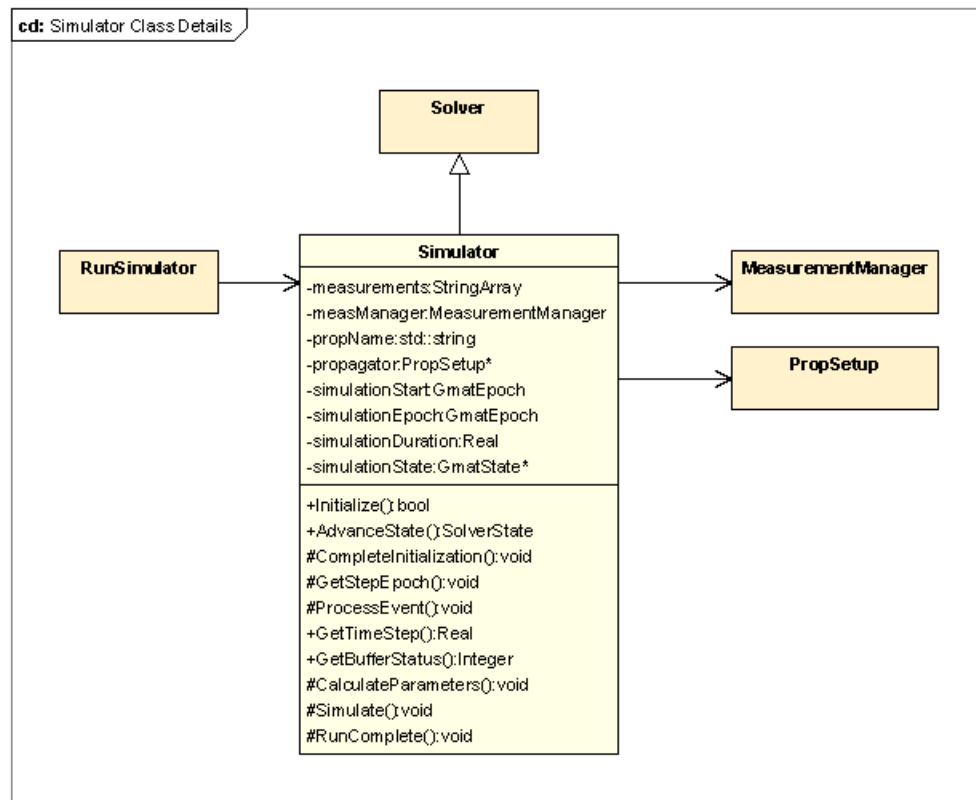 cd: Simulator Class Details
Solver
RunSimulator
Simulator
MeasurementManager
PropSetup
-measurements:StringArray
-measManager:MeasurementManager
-propName:std::string
-propagator:PropSetup*
-simulationStart:GmatEpoch
-simulationEpoch:GmatEpoch
-simulationDuration:Real
-simulationState:GmatState*
+Initialize():bool
+AdvanceState():SolverState
#CompleteInitialization():void
#GetStepEpoch():void
#ProcessEvent():void
+GetTimeStep():Real
+GetBufferStatus():Integer
#CalculateParameters():void
#Simulate():void
#RunComplete():void